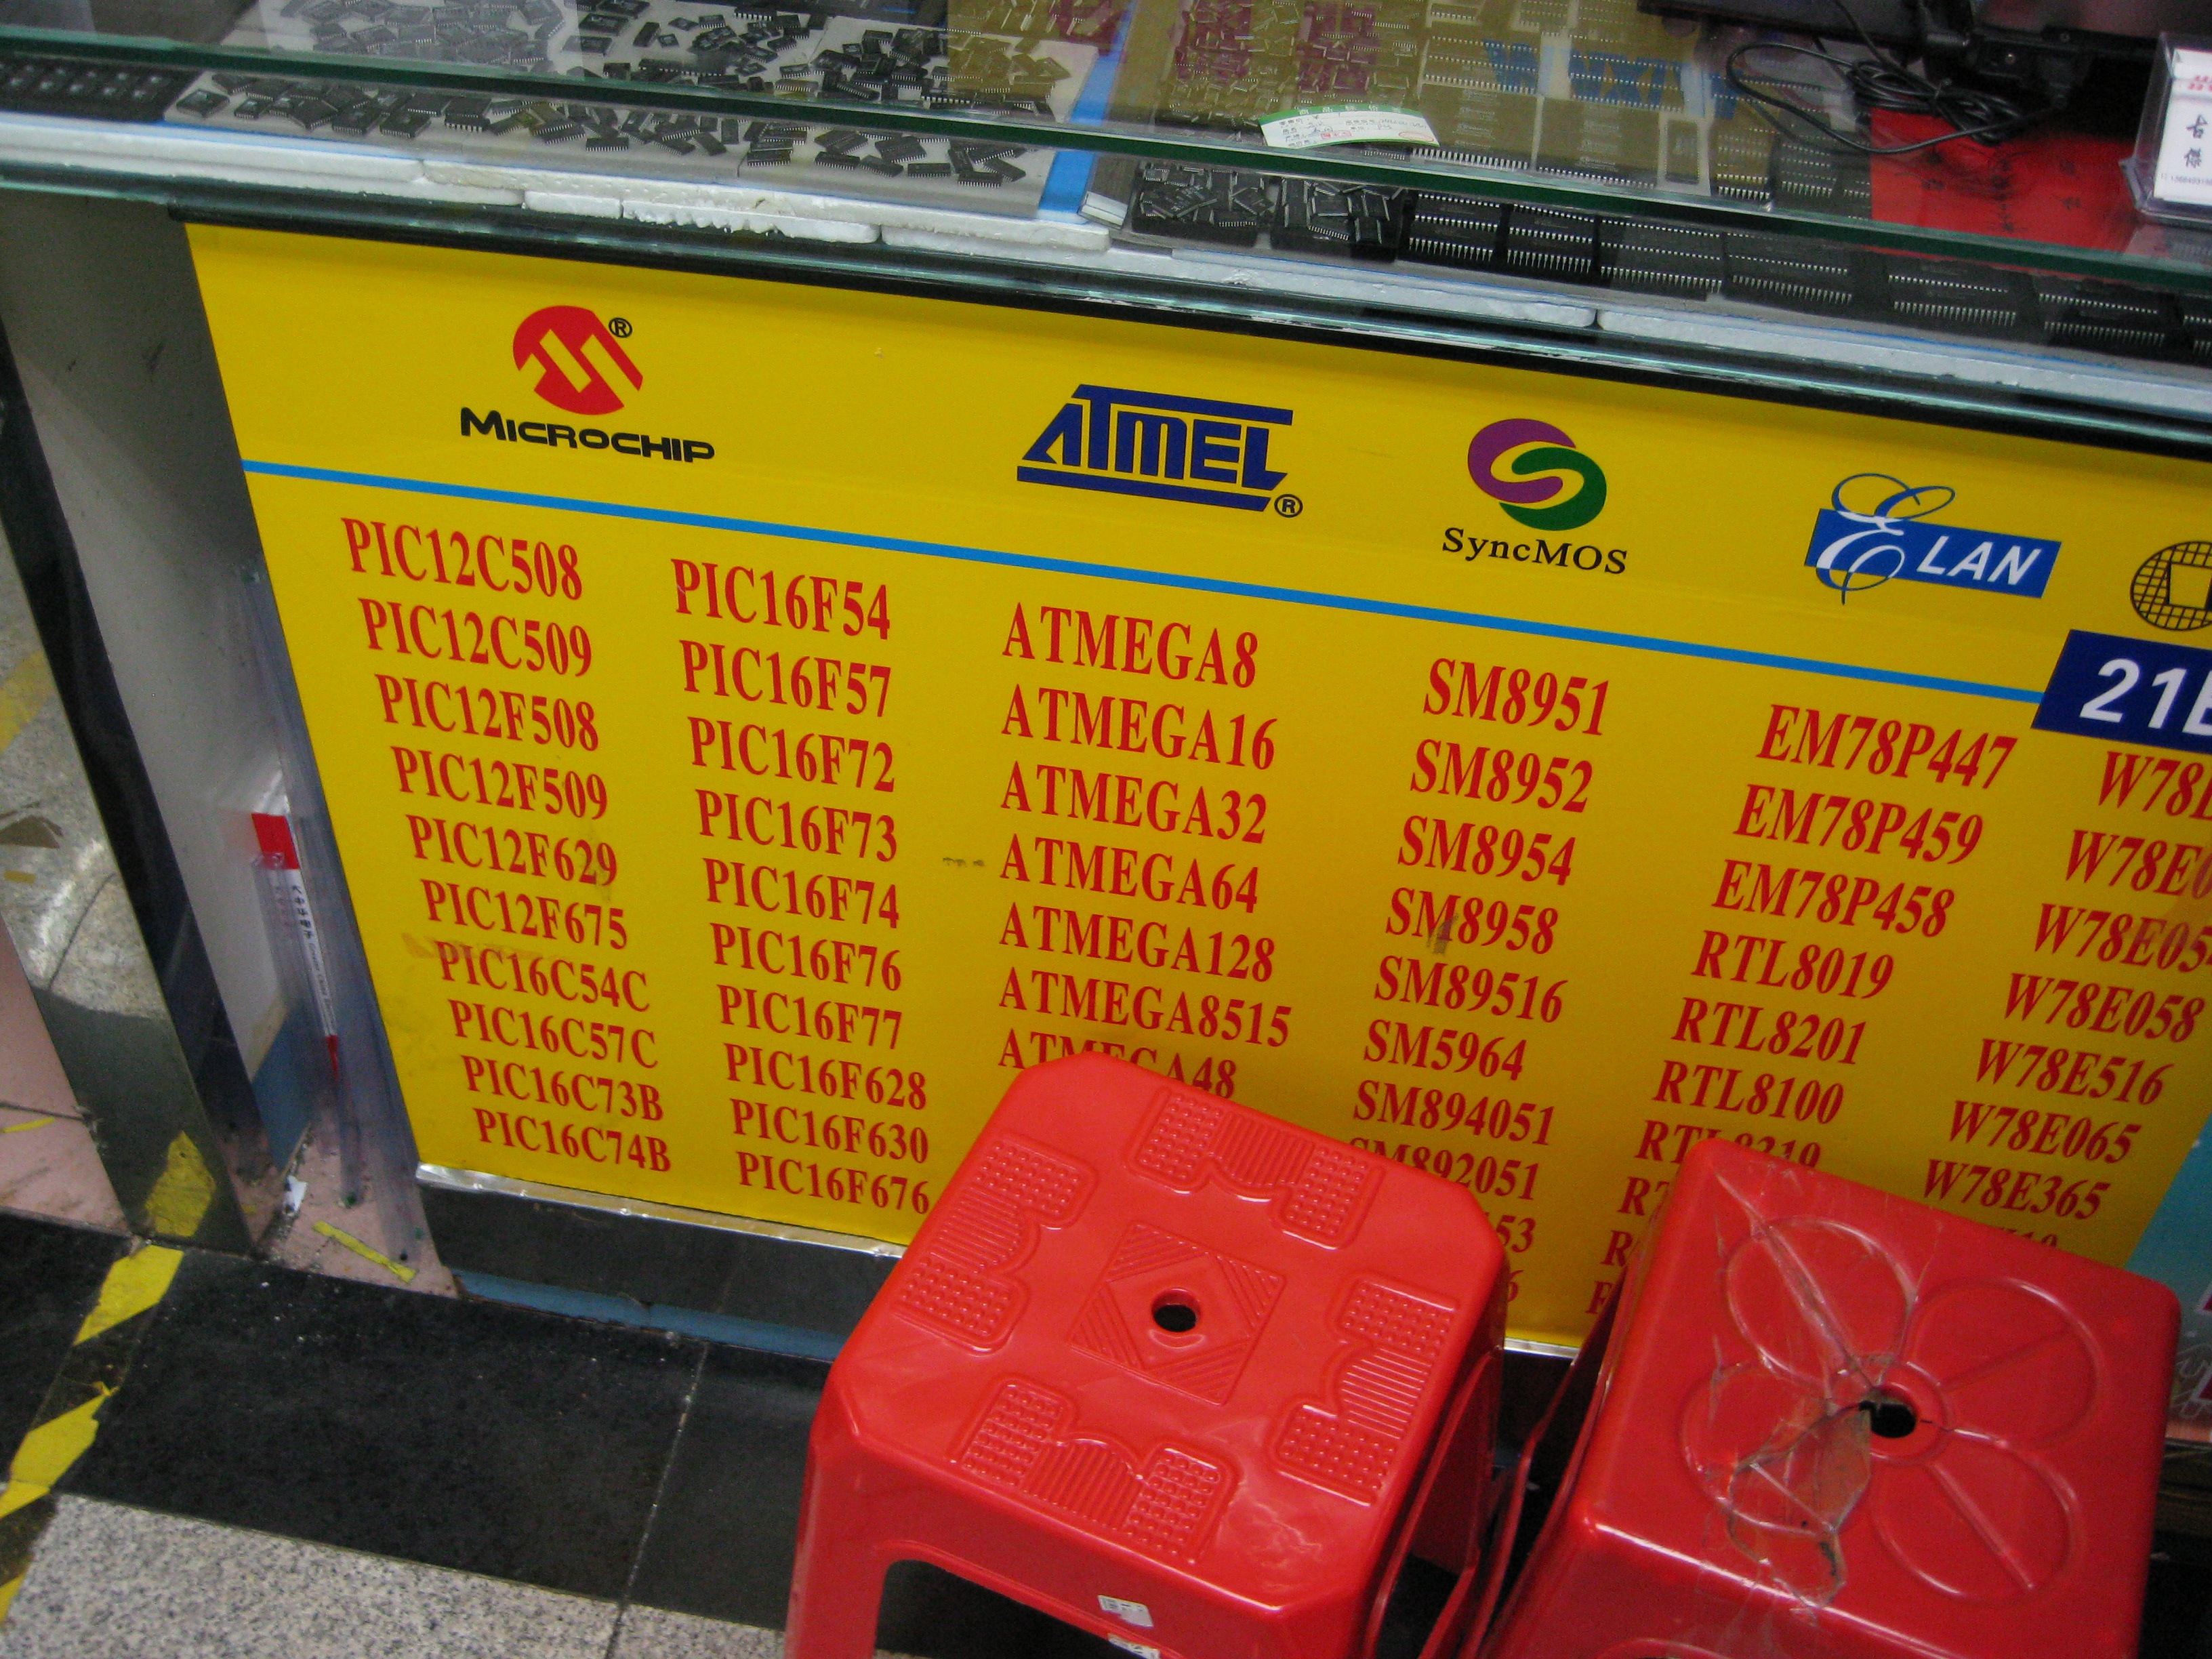 MICROCHIP ®
ATMEL ®
SyncMOS
ELAN
PIC12C508
PIC12C509
PIC12F508
PIC12F509
PIC12F629
PIC12F675
PIC16C54C
PIC16C57C
PIC16C73B
PIC16C74B
PIC16F54
PIC16F57
PIC16F72
PIC16F73
PIC16F74
PIC16F76
PIC16F77
PIC16F628
PIC16F630
PIC16F676
ATMEGA8
ATMEGA16
ATMEGA32
ATMEGA64
ATMEGA128
ATMEGA8515
ATMEGA48
SM8951
SM8952
SM8954
SM8958
SM89516
SM5964
SM894051
SM892051
EM78P447
EM78P459
EM78P458
RTL8019
RTL8201
RTL8100
W78E058
W78E516
W78E065
W78E365